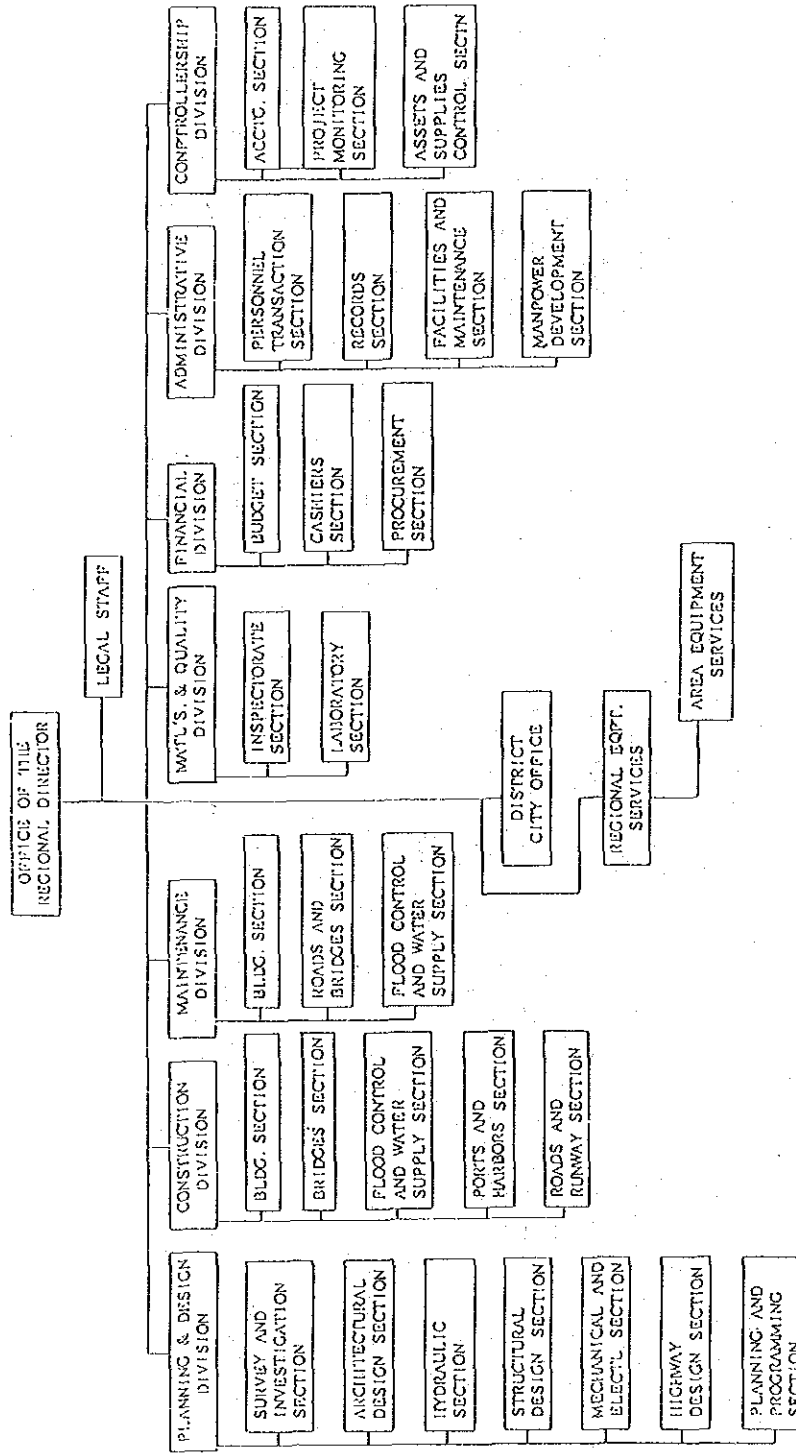 OFFICE OF THE
REGIONAL DIRECTOR
LEGAL STAFF
PLANNING & DESIGN
DIVISION
SURVEY AND
INVESTIGATION
SECTION
ARCHITECTURAL
DESIGN SECTION
HYDRAULIC
SECTION
STRUCTURAL
DESIGN SECTION
MECHANICAL AND
ELECT'L SECTION
HIGHWAY
DESIGN SECTION
PLANNING AND
PROGRAMMING
SECTION
CONSTRUCTION
DIVISION
BLDG. SECTION
BRIDGES SECTION
FLOOD CONTROL
AND WATER
SUPPLY SECTION
PORTS AND
HARBORS SECTION
ROADS AND
RUNWAY SECTION
MAINTENANCE
DIVISION
BLDG. SECTION
ROADS AND
BRIDGES SECTION
FLOOD CONTROL
AND WATER
SUPPLY SECTION
MATL'S. & QUALITY
DIVISION
INSPECTORATE
SECTION
LABORATORY
SECTION
FINANCIAL
DIVISION
BUDGET SECTION
CASHIERS
SECTION
PROCUREMENT
SECTION
ADMINISTRATIVE
DIVISION
PERSONNEL
TRANSACTION
SECTION
RECORDS
SECTION
FACILITIES AND
MAINTENANCE
SECTION
MANPOWER
DEVELOPMENT
SECTION
CONPTROLLERSHIP
DIVISION
ACCTG. SECTION
PROJECT
MONITORING
SECTION
ASSETS AND
SUPPLIES
CONTROL SECTN
DISTRICT
CITY OFFICE
REGIONAL EQPT.
SERVICES
AREA EQUIPMENT
SERVICES